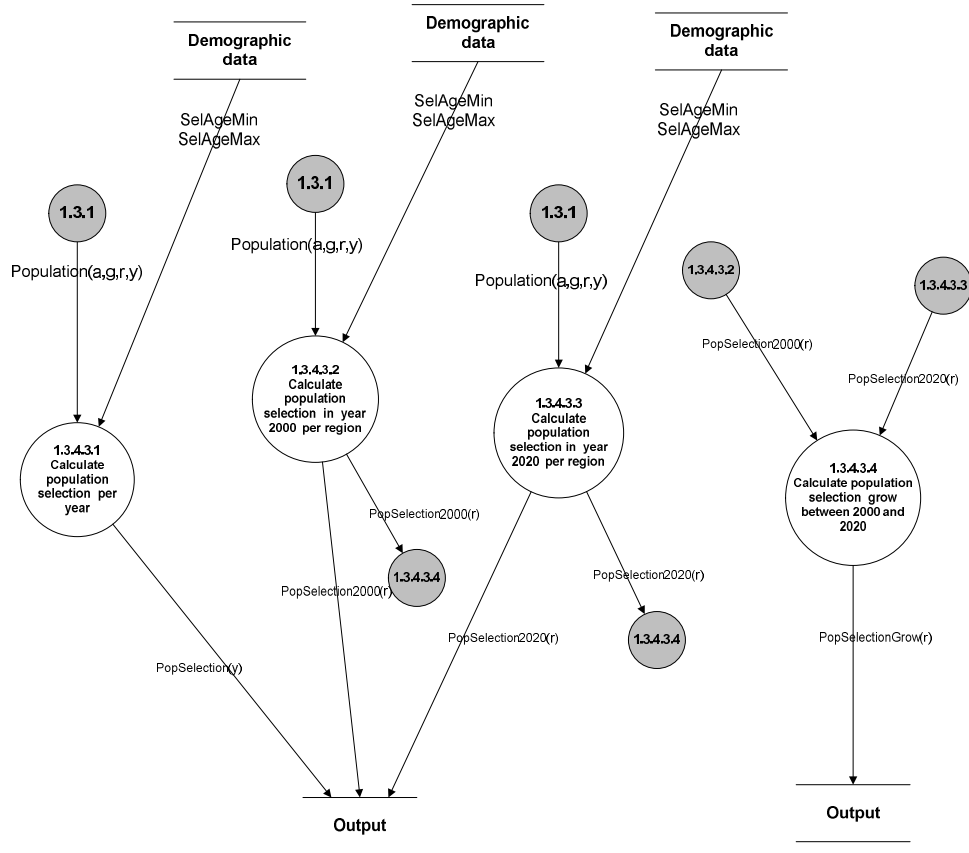 Demographic
data
Demographic
data
Demographic
data
SelAgeMin
SelAgeMax
SelAgeMin
SelAgeMax
SelAgeMin
SelAgeMax
1.3.1
1.3.1
1.3.1
Population(a,g,r,y)
Population(a,g,r,y)
Population(a,g,r,y)
1.3.4.3.2
1.3.4.3.3
PopSelection2000(r)
PopSelection2020(r)
1.3.4.3.1
Calculate
population
selection per
year
1.3.4.3.2
Calculate
population
selection in year
2000 per region
1.3.4.3.3
Calculate
population
selection in year
2020 per region
1.3.4.3.4
Calculate population
selection grow
between 2000 and
2020
PopSelection2000(r)
1.3.4.3.4
PopSelection2000(r)
PopSelection2020(r)
1.3.4.3.4
PopSelection2020(r)
PopSelectionGrow(r)
PopSelection(y)
Output
Output